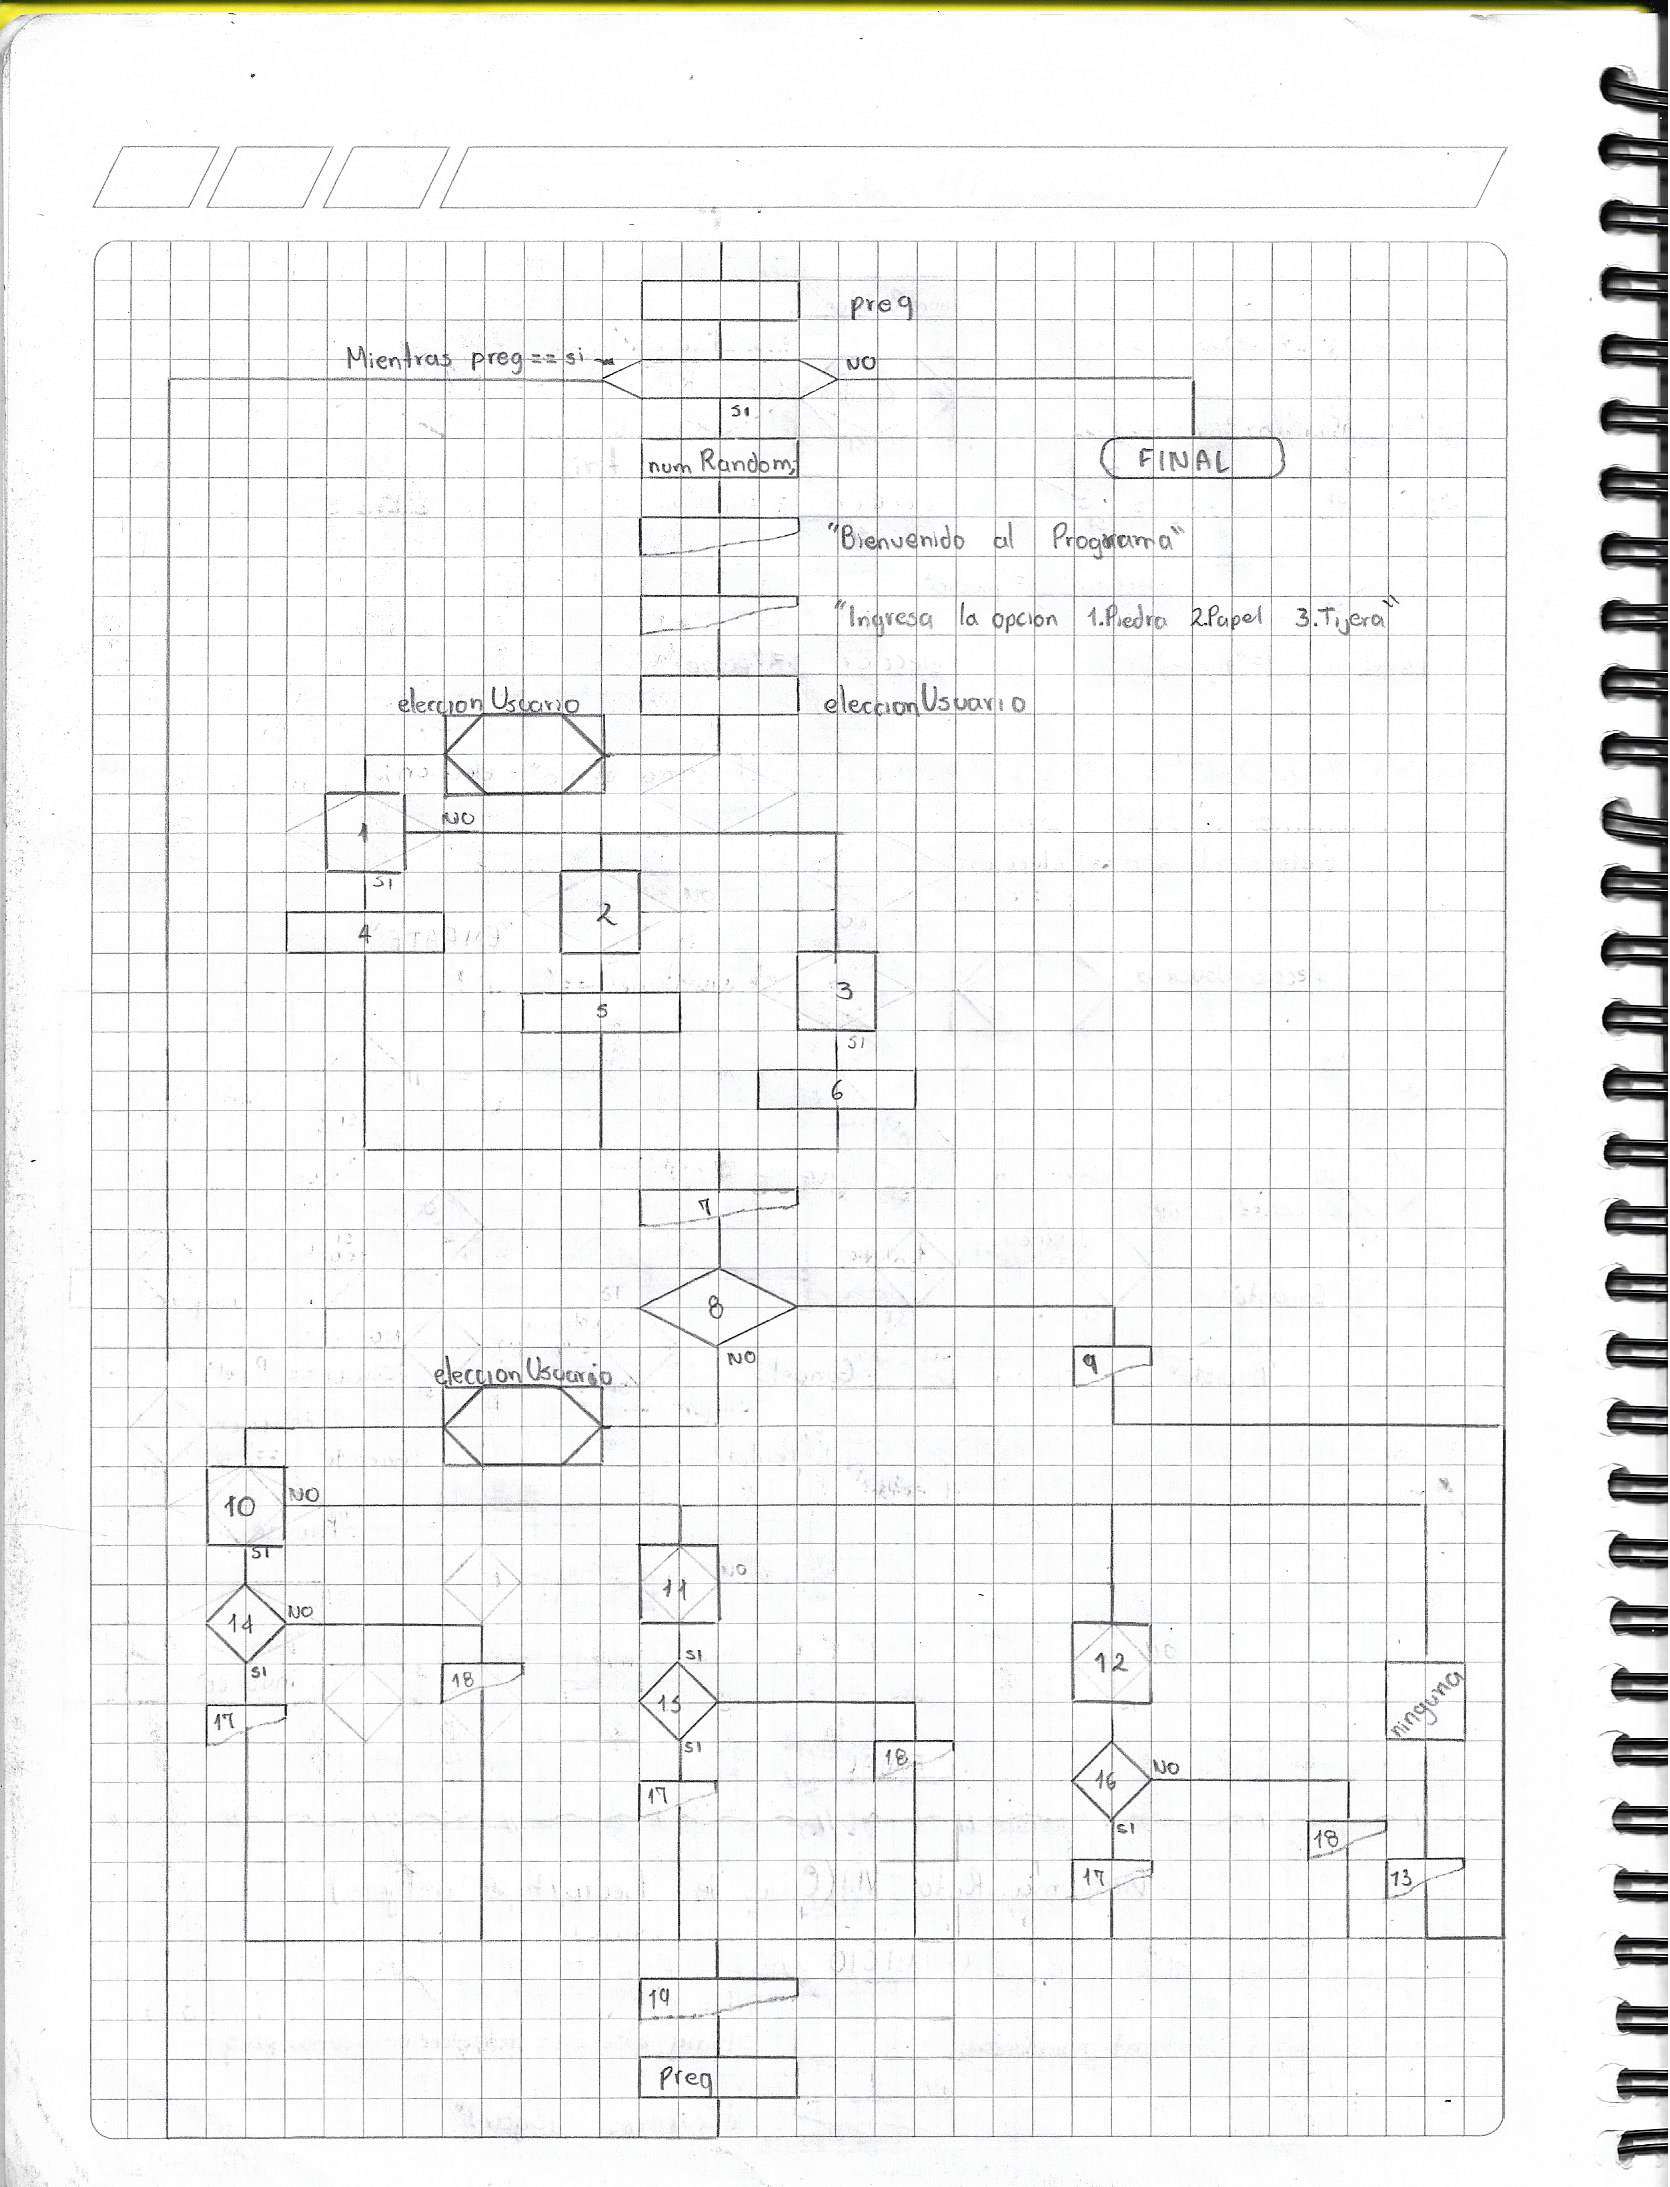 preg
Mientras preg == si
NO
si
num Random;
FINAL
"Bienvenido al Programa"
"Ingresa la opcion 1.Piedra 2.Papel 3.Tijera"
eleccionUsuario
eleccionUsuario
1
NO
si
4
2
5
3
si
6
7
8
NO
9
eleccionUsuario
10
NO
si
11
NO
12
ninguna
14
NO
si
18
17
si
15
si
18
17
16
NO
si
18
17
13
19
preg